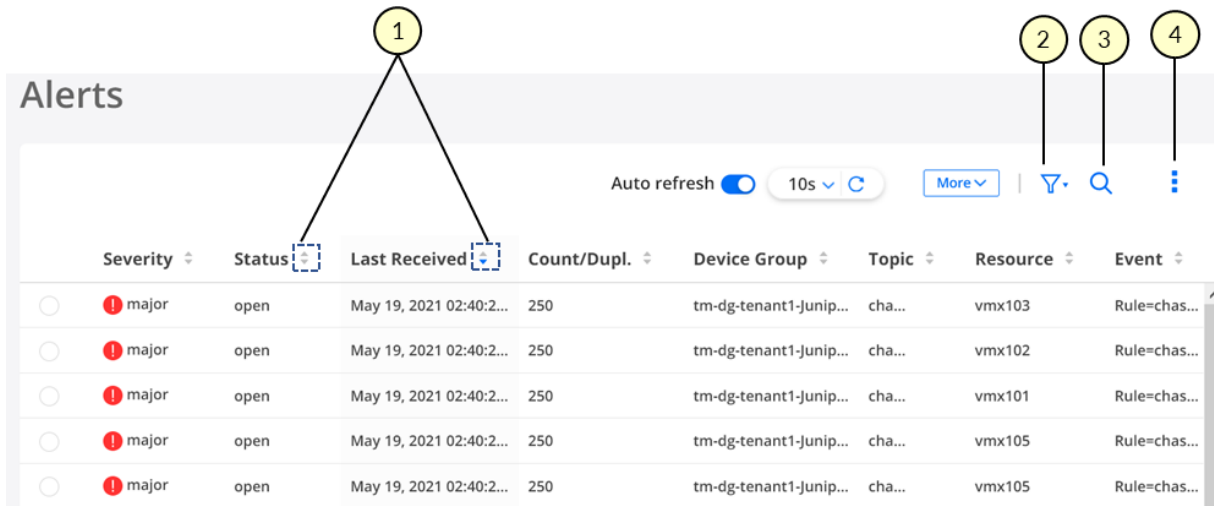 1 2 3 4
Alerts
Auto refresh 10s More
Severity Status Last Received Count/Dupl. Device Group Topic Resource Event
major open May 19, 2021 02:40:2... 250 tm-dg-tenant1-Junip... cha... vmx103 Rule=chas...
major open May 19, 2021 02:40:2... 250 tm-dg-tenant1-Junip... cha... vmx102 Rule=chas...
major open May 19, 2021 02:40:2... 250 tm-dg-tenant1-Junip... cha... vmx101 Rule=chas...
major open May 19, 2021 02:40:2... 250 tm-dg-tenant1-Junip... cha... vmx105 Rule=chas...
major open May 19, 2021 02:40:2... 250 tm-dg-tenant1-Junip... cha... vmx105 Rule=chas...